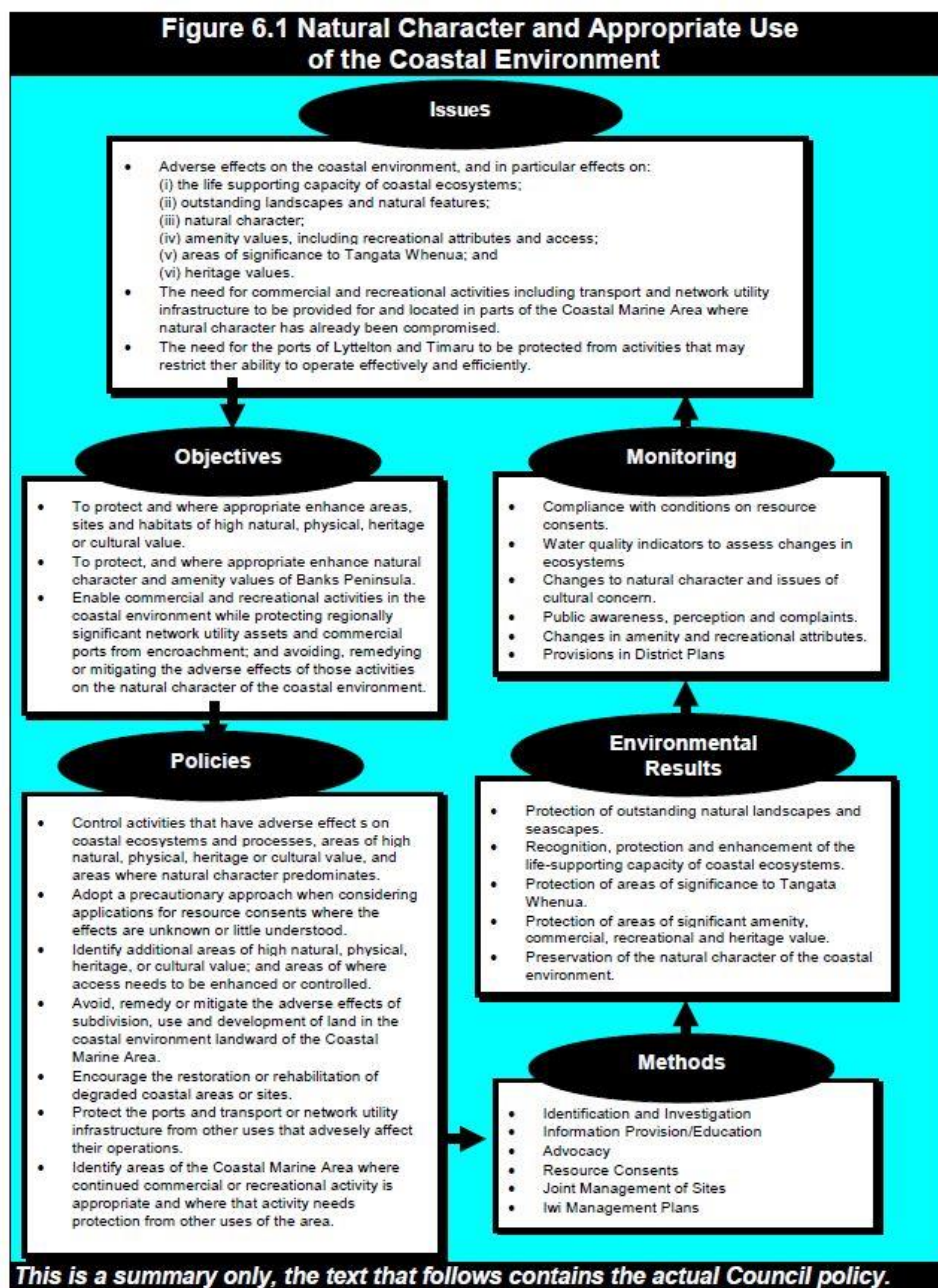 Figure 6.1 Natural Character and Appropriate Use
of the Coastal Environment
Issues
• Adverse effects on the coastal environment, and in particular effects on:
(i) the life supporting capacity of coastal ecosystems;
(ii) outstanding landscapes and natural features;
(iii) natural character;
(iv) amenity values, including recreational attributes and access;
(v) areas of significance to Tangata Whenua; and
(vi) heritage values.
• The need for commercial and recreational activities including transport and network utility
infrastructure to be provided for and located in parts of the Coastal Marine Area where
natural character has already been compromised.
• The need for the ports of Lyttelton and Timaru to be protected from activities that may
restrict ther ability to operate effectively and efficiently.
Objectives
• To protect and where appropriate enhance areas,
sites and habitats of high natural, physical, heritage
or cultural value.
• To protect, and where appropriate enhance natural
character and amenity values of Banks Peninsula.
• Enable commercial and recreational activities in the
coastal environment while protecting regionally
significant network utility assets and commercial
ports from encroachment; and avoiding, remedying
or mitigating the adverse effects of those activities
on the natural character of the coastal environment.
Policies
• Control activities that have adverse effect s on
coastal ecosystems and processes, areas of high
natural, physical, heritage or cultural value, and
areas where natural character predominates.
• Adopt a precautionary approach when considering
applications for resource consents where the
effects are unknown or little understood.
• Identify additional areas of high natural, physical,
heritage, or cultural value; and areas of where
access needs to be enhanced or controlled.
• Avoid, remedy or mitigate the adverse effects of
subdivision, use and development of land in the
coastal environment landward of the Coastal
Marine Area.
• Encourage the restoration or rehabilitation of
degraded coastal areas or sites.
• Protect the ports and transport or network utility
infrastructure from other uses that advesely affect
their operations.
• Identify areas of the Coastal Marine Area where
continued commercial or recreational activity is
appropriate and where that activity needs
protection from other uses of the area.
Methods
• Identification and Investigation
• Information Provision/Education
• Advocacy
• Resource Consents
• Joint Management of Sites
• Iwi Management Plans
Environmental
Results
• Protection of outstanding natural landscapes and
seascapes.
• Recognition, protection and enhancement of the
life-supporting capacity of coastal ecosystems.
• Protection of areas of significance to Tangata
Whenua.
• Protection of areas of significant amenity,
commercial, recreational and heritage value.
• Preservation of the natural character of the coastal
environment.
Monitoring
• Compliance with conditions on resource
consents.
• Water quality indicators to assess changes in
ecosystems
• Changes to natural character and issues of
cultural concern.
• Public awareness, perception and complaints.
• Changes in amenity and recreational attributes.
• Provisions in District Plans
This is a summary only, the text that follows contains the actual Council policy.